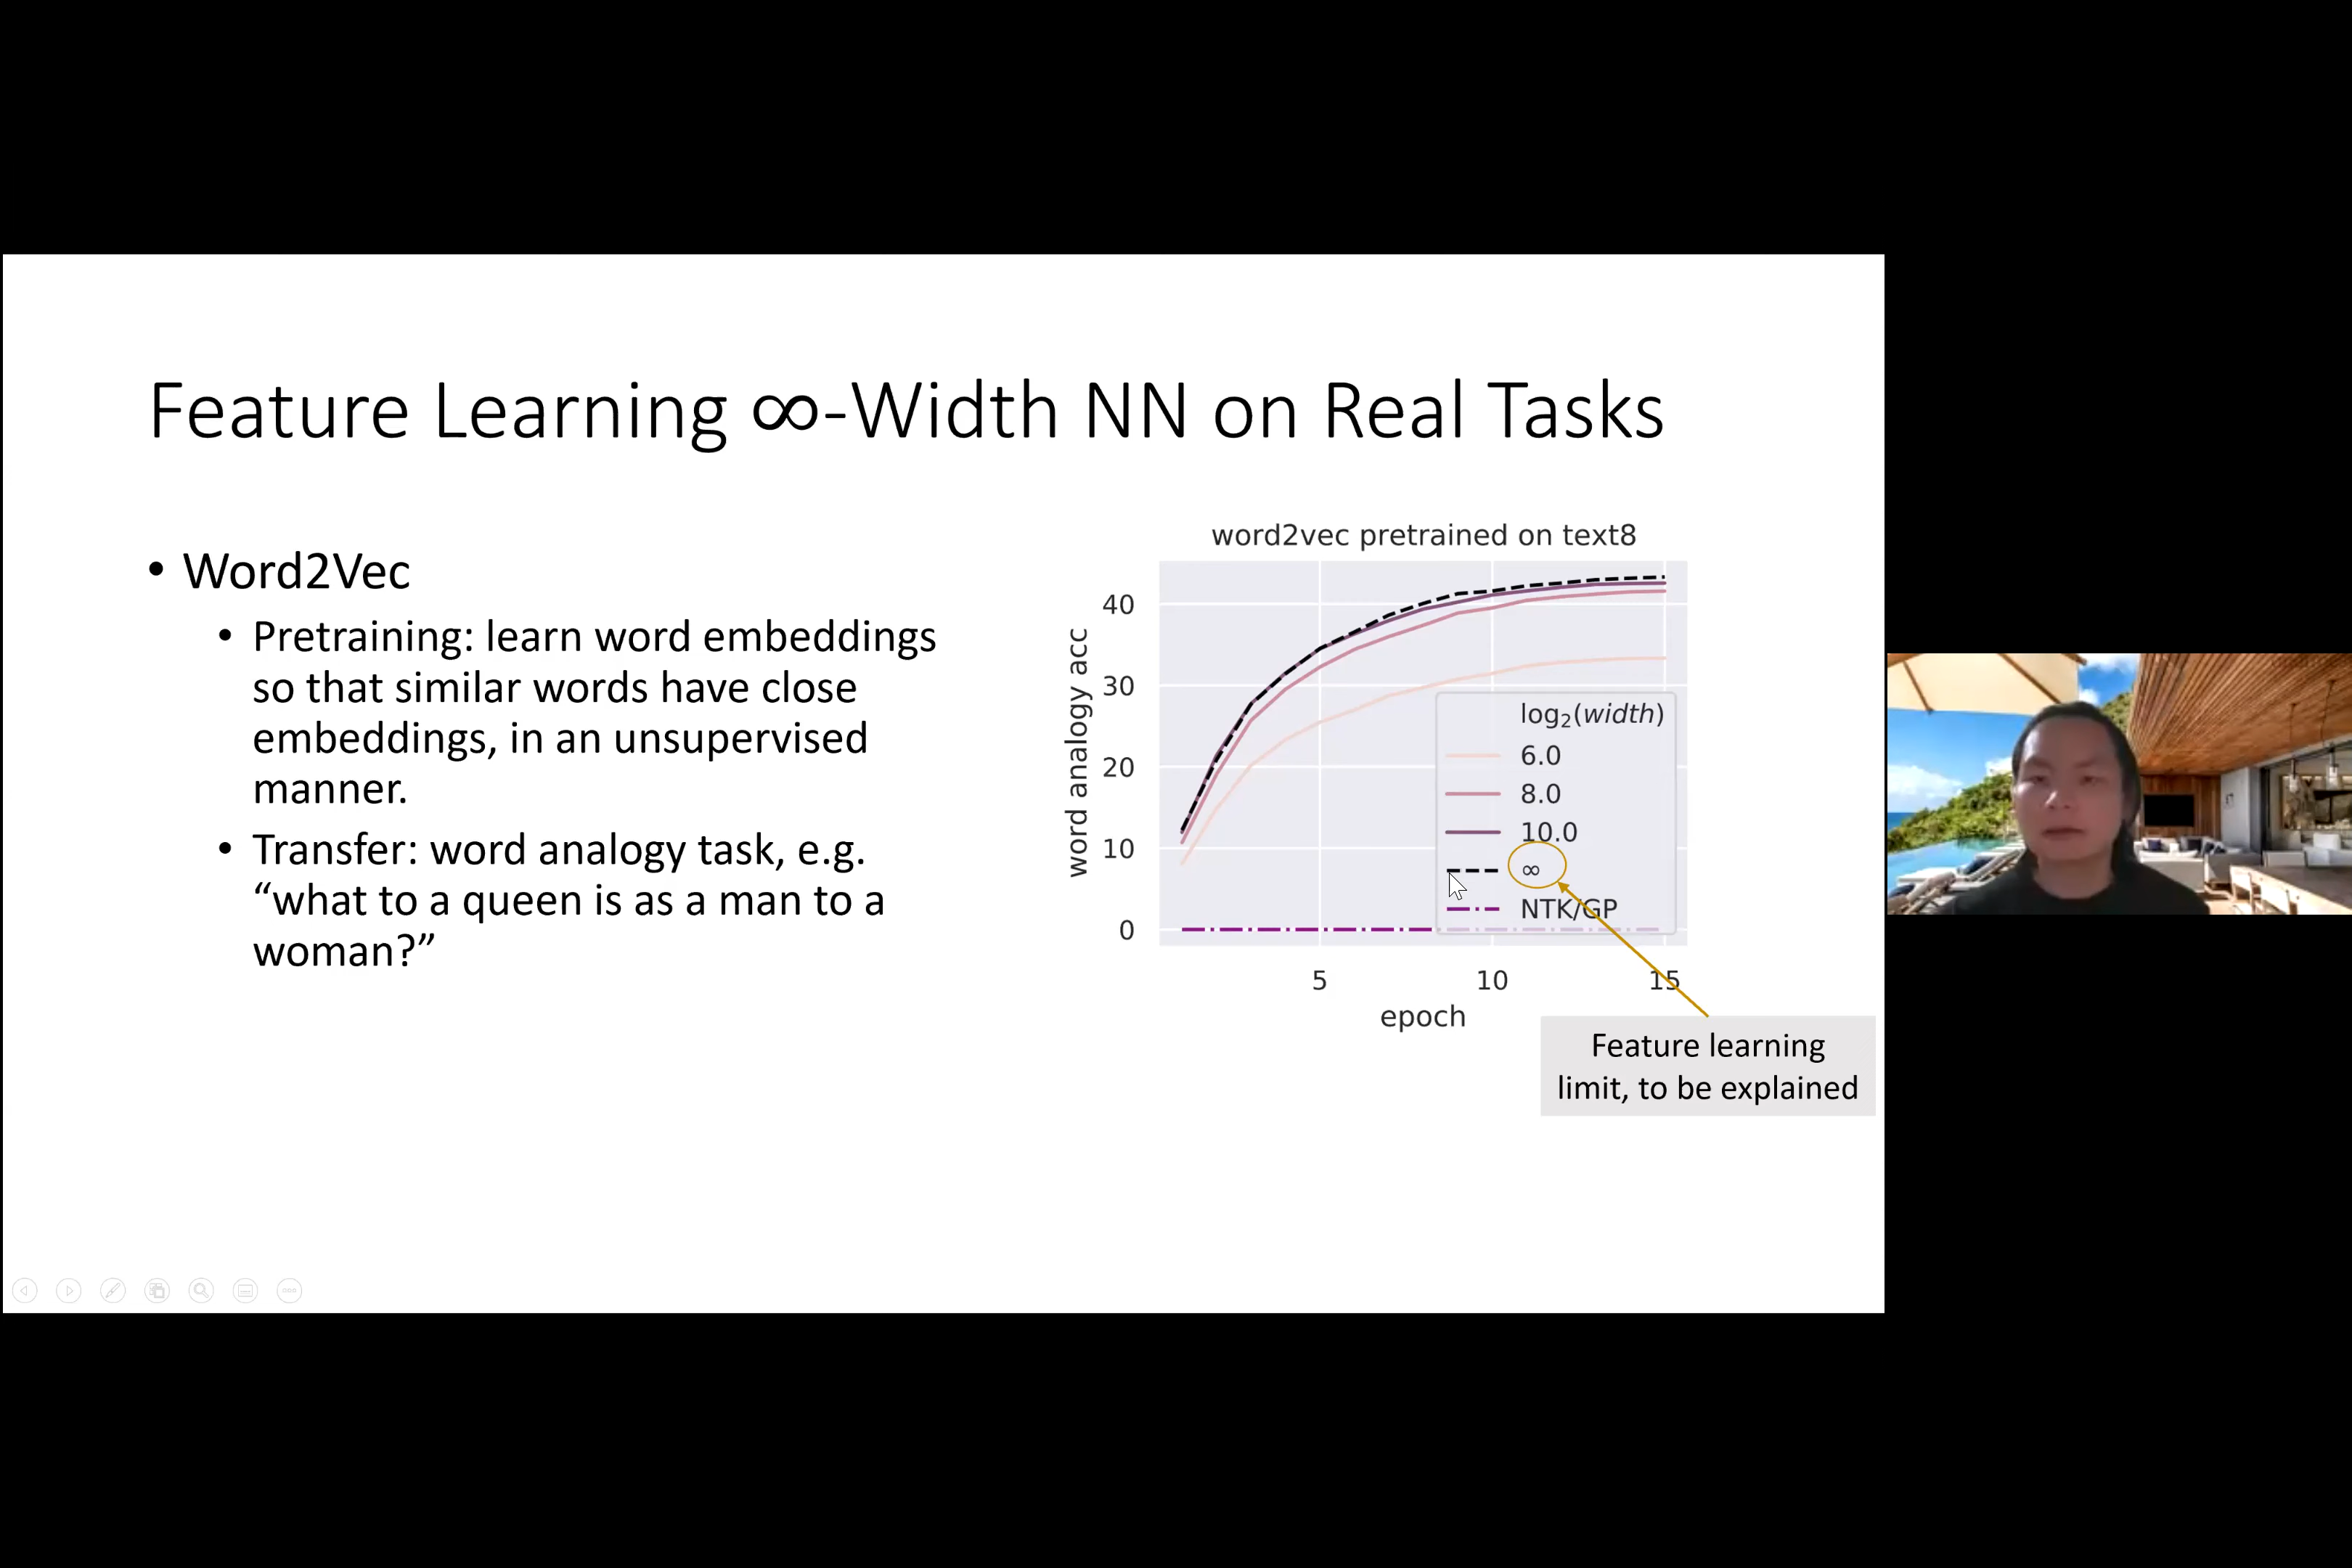 Feature Learning ∞-Width NN on Real Tasks
• Word2Vec
• Pretraining: learn word embeddings
so that similar words have close
embeddings, in an unsupervised
manner.
• Transfer: word analogy task, e.g.
“what to a queen is as a man to a
woman?”
word2vec pretrained on text8
word analogy acc
40
30
20
10
0
log₂(width)
6.0
8.0
10.0
∞
NTK/GP
5 10 15
epoch
Feature learning
limit, to be explained